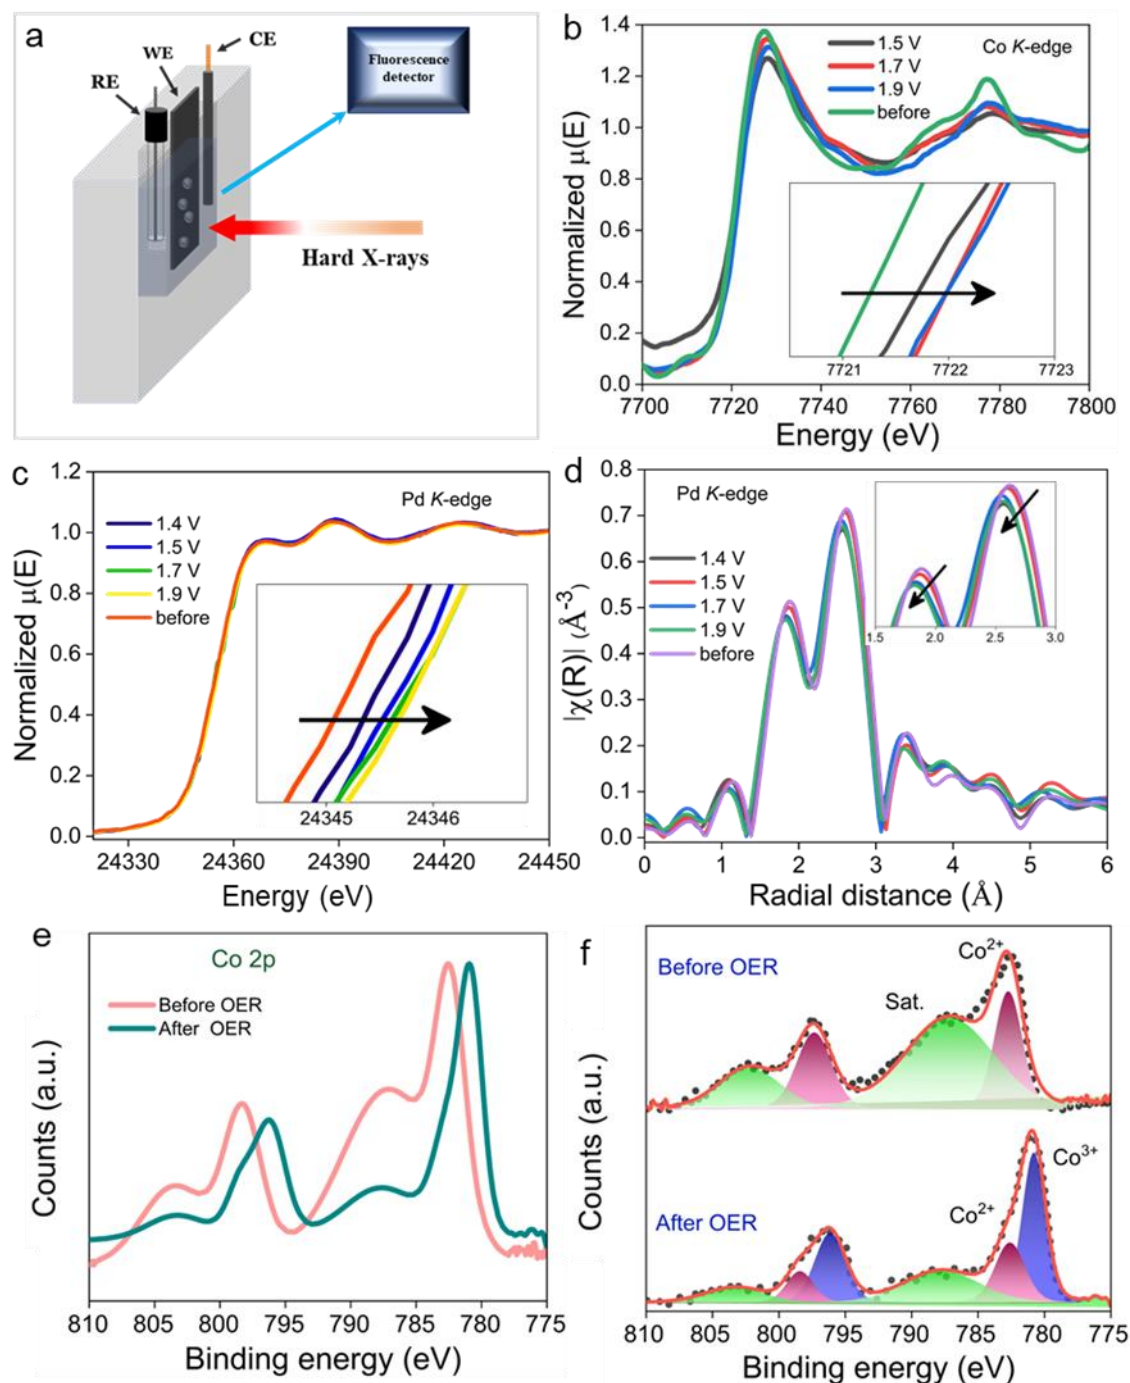 a
CE
WE
RE
Fluorescence
detector
Hard X-rays
b
1.4
1.2
1.0
0.8
0.6
0.4
0.2
0.0
Normalized μ(E)
1.5 V
1.7 V
1.9 V
before
Co K-edge
7721 7722 7723
7700 7720 7740 7760 7780 7800
Energy (eV)
c
1.2
1.0
0.8
0.6
0.4
0.2
0.0
Normalized μ(E)
Pd K-edge
1.4 V
1.5 V
1.7 V
1.9 V
before
24345 24346
24330 24360 24390 24420 24450
Energy (eV)
d
0.8
0.7
0.6
0.5
0.4
0.3
0.2
0.1
0.0
|χ(R)| (Å⁻³)
Pd K-edge
1.4 V
1.5 V
1.7 V
1.9 V
before
1.5 2.0 2.5 3.0
0 1 2 3 4 5 6
Radial distance (Å)
e
Co 2p
Before OER
After OER
Counts (a.u.)
810 805 800 795 790 785 780 775
Binding energy (eV)
f
Before OER
Sat.
Co²⁺
After OER
Co²⁺
Co³⁺
Counts (a.u.)
810 805 800 795 790 785 780 775
Binding energy (eV)